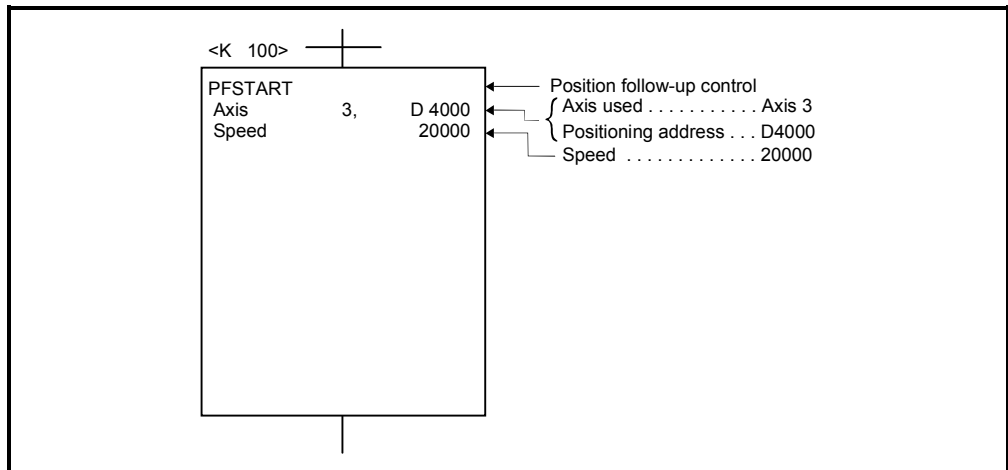 <K 100>
PFSTART
Axis 3, D 4000
Speed 20000
Position follow-up control
Axis used . . . . . . . . . . . Axis 3
Positioning address . . . D4000
Speed . . . . . . . . . . . . . 20000